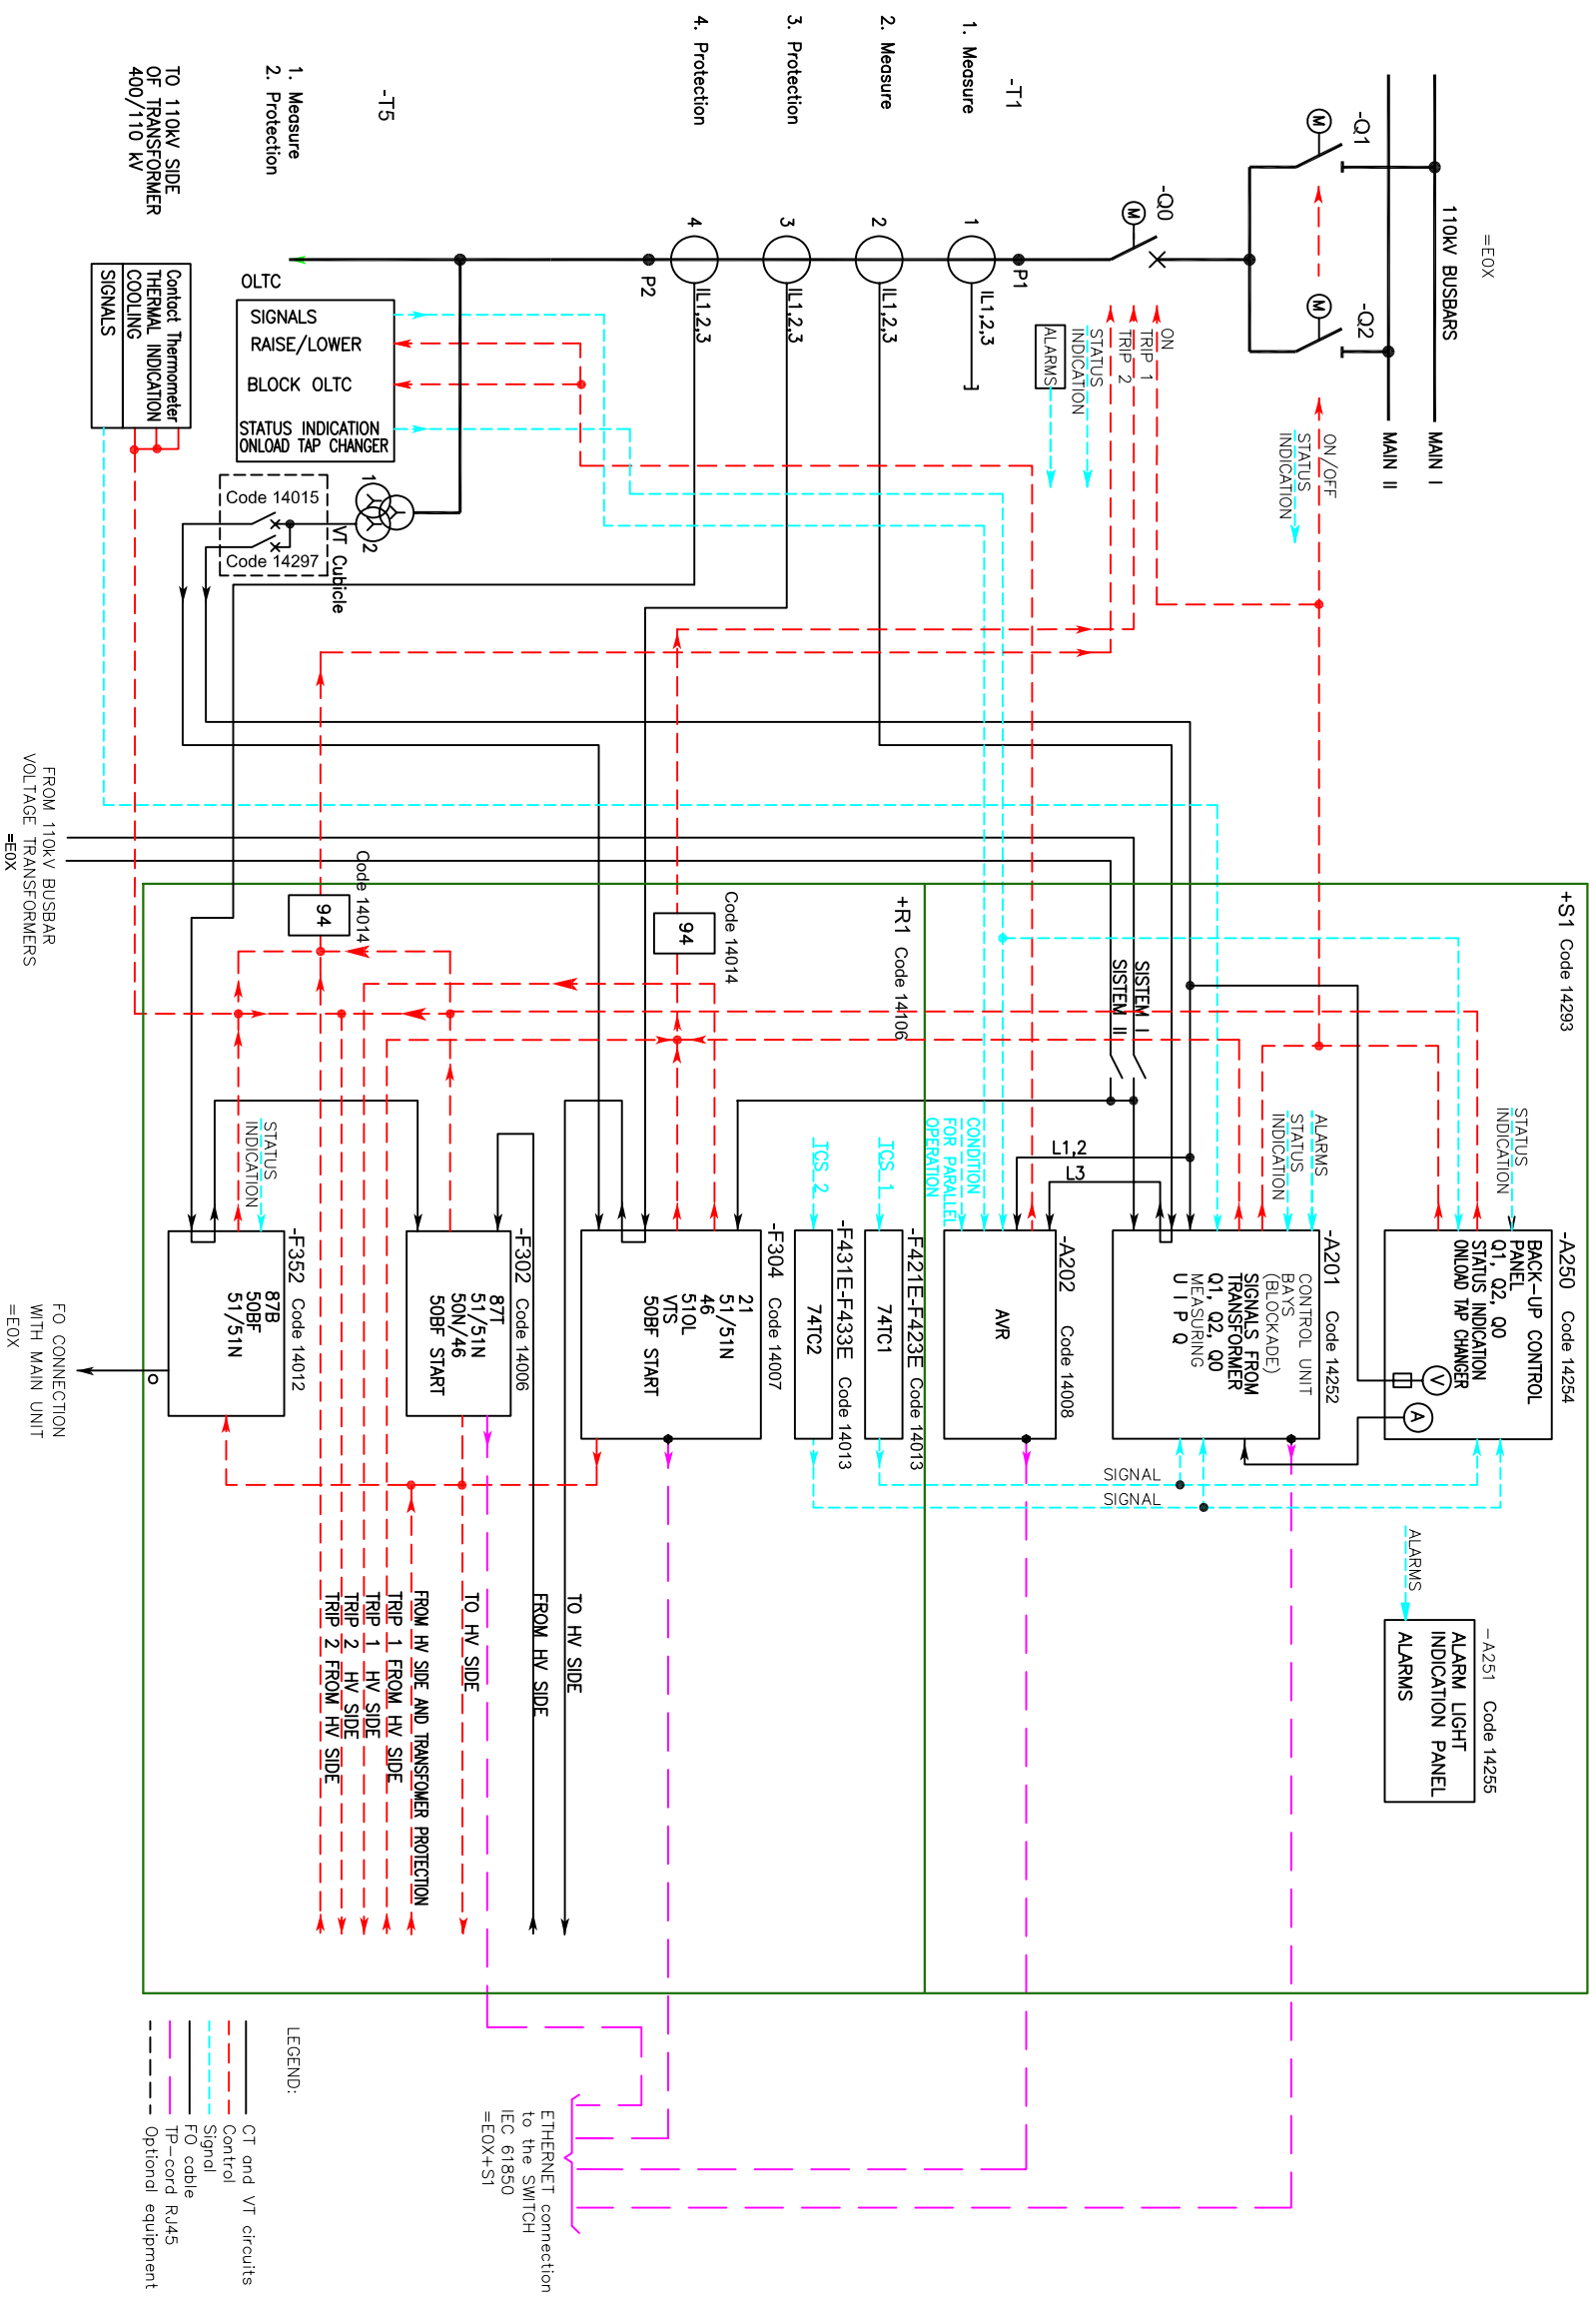 =E0X
110kV BUSBARS
MAIN I
MAIN II
-Q1
-Q2
M
M
ON/OFF
STATUS
INDICATION
-Q0
M
ON
TRIP 1
TRIP 2
STATUS
INDICATION
ALARMS
-T1
1. Measure
2. Measure
3. Protection
4. Protection
P1
1
IL1,2,3
2
IL1,2,3
3
IL1,2,3
4
IL1,2,3
P2
-T5
1. Measure
2. Protection
TO 110kV SIDE
OF TRANSFORMER
400/110 kV
OLTC
SIGNALS
RAISE/LOWER
BLOCK OLTC
STATUS INDICATION
ONLOAD TAP CHANGER
Contact Thermometer
THERMAL INDICATION
COOLING
SIGNALS
1
2
VT Cubicle
Code 14015
Code 14297
FROM 110kV BUSBAR
VOLTAGE TRANSFORMERS
=E0X
+S1 Code 14293
+R1 Code 14106
SISTEM I
SISTEM II
Code 14014
94
Code 14014
94
STATUS
INDICATION
-A250 Code 14254
BACK-UP CONTROL
PANEL
Q1, Q2, Q0
STATUS INDICATION
ONLOAD TAP CHANGER
V
A
ALARMS
STATUS
INDICATION
-A201 Code 14252
CONTROL UNIT
BAYS
(BLOCKADE)
SIGNALS FROM
TRANSFORMER
Q1, Q2, Q0
MEASURING
U I P Q
L1,2
L3
CONDITION
FOR PARALLEL
OPERATION
-A202 Code 14008
AVR
TCS 1
-F421E-F423E Code 14013
74TC1
TCS 2
-F431E-F433E Code 14013
74TC2
-F304 Code 14007
21
51/51N
46
51OL
VTS
50BF START
-F302 Code 14006
87T
51/51N
50N/46
50BF START
STATUS
INDICATION
-F352 Code 14012
87B
50BF
51/51N
FO CONNECTION
WITH MAIN UNIT
=E0X
SIGNAL
SIGNAL
ALARMS
-A251 Code 14255
ALARM LIGHT
INDICATION PANEL
ALARMS
TO HV SIDE
FROM HV SIDE
TO HV SIDE
FROM HV SIDE AND TRANSFOMER PROTECTION
TRIP 1 FROM HV SIDE
TRIP 1 HV SIDE
TRIP 2 HV SIDE
TRIP 2 FROM HV SIDE
ETHERNET connection
to the SWITCH
IEC 61850
=E0X+S1
LEGEND:
CT and VT circuits
Control
Signal
FO cable
TP-cord RJ45
Optional equipment